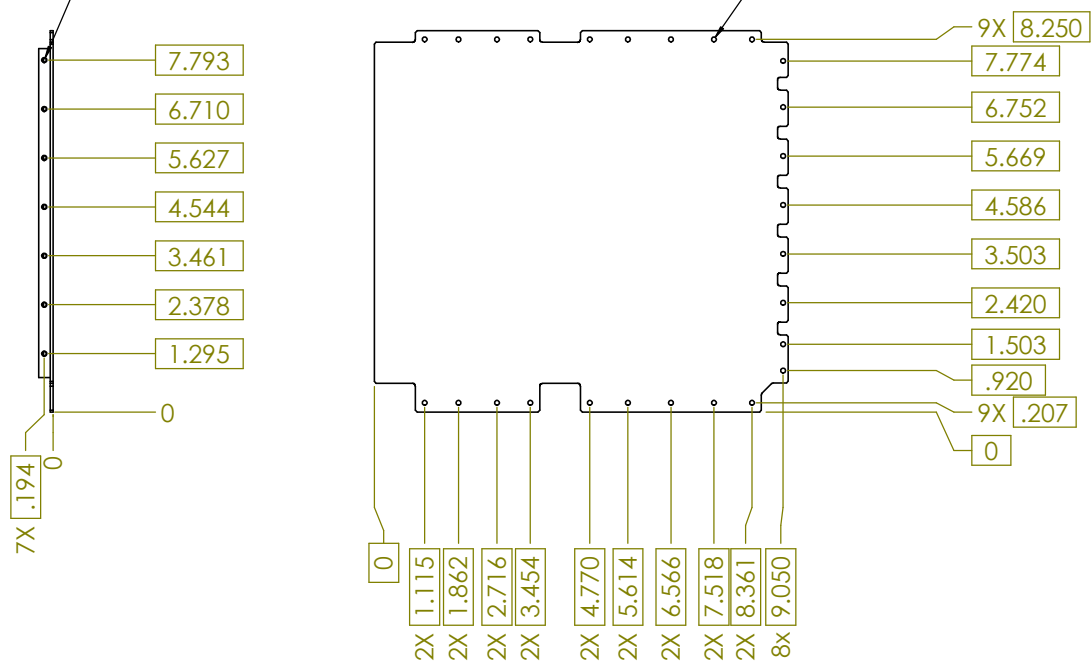 7.793
6.710
5.627
4.544
3.461
2.378
1.295
0
0
7X .194
9X 8.250
7.774
6.752
5.669
4.586
3.503
2.420
1.503
.920
9X .207
0
0
2X 1.115
2X 1.862
2X 2.716
2X 3.454
2X 4.770
2X 5.614
2X 6.566
2X 7.518
2X 8.361
8x 9.050